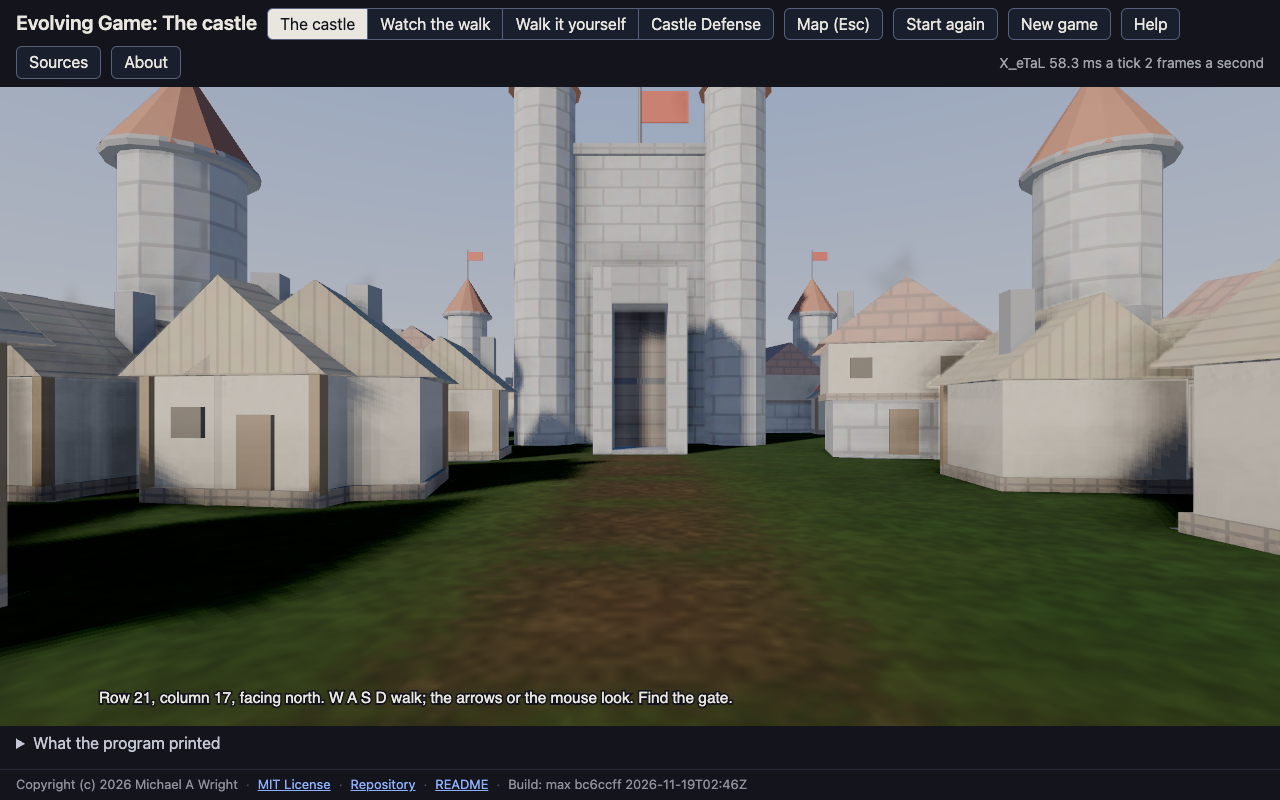 Evolving Game: The castle
The castle
Watch the walk
Walk it yourself
Castle Defense
Map (Esc)
Start again
New game
Help
Sources
About
X_eTaL 58.3 ms a tick 2 frames a second
Row 21, column 17, facing north. W A S D walk; the arrows or the mouse look. Find the gate.
What the program printed
Copyright (c) 2026 Michael A Wright · MIT License · Repository · README · Build: max bc6ccff 2026-11-19T02:46Z